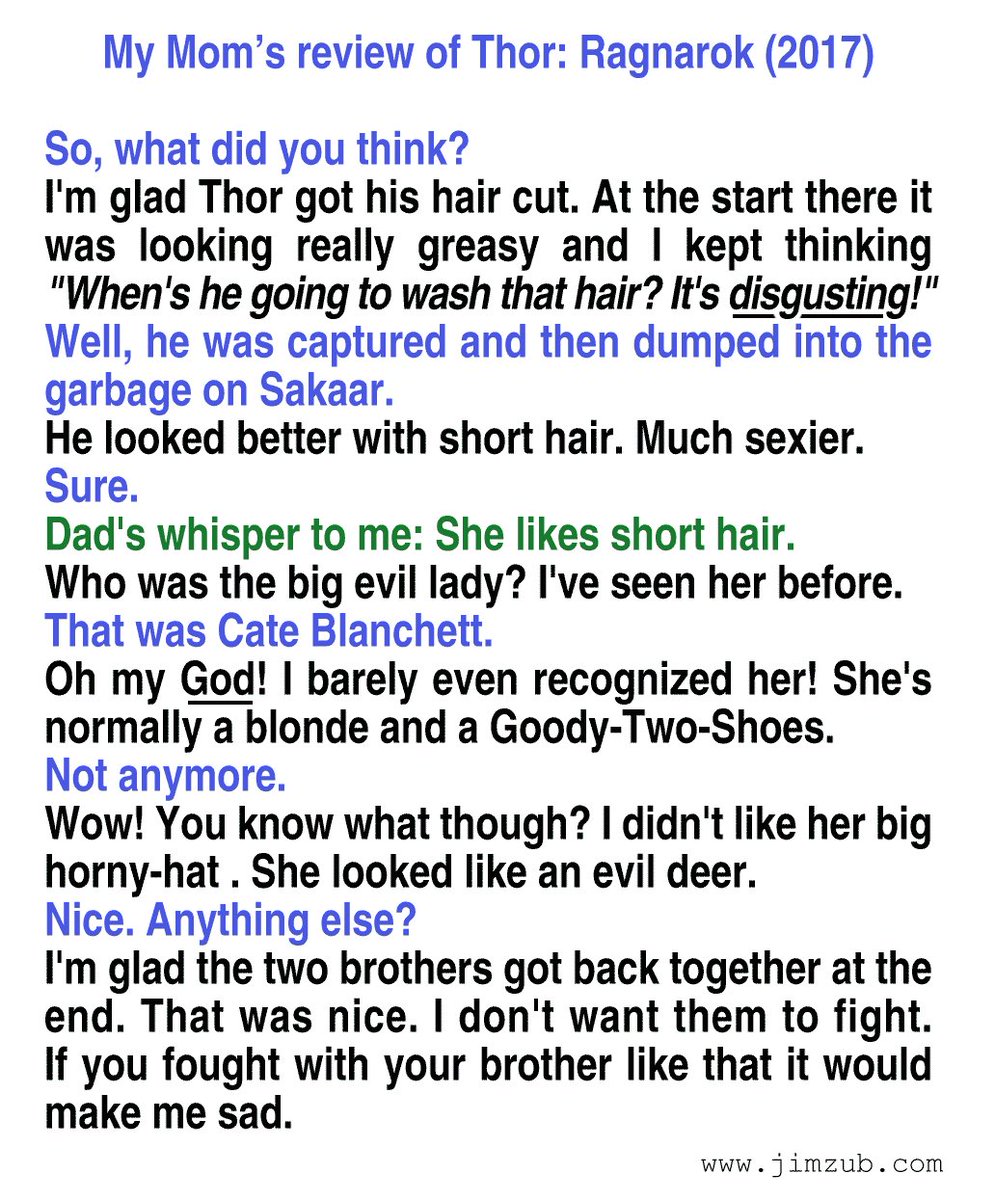 My Mom’s review of Thor: Ragnarok (2017)
So, what did you think?
I'm glad Thor got his hair cut. At the start there it
was looking really greasy and I kept thinking
"When's he going to wash that hair? It's disgusting!"
Well, he was captured and then dumped into the
garbage on Sakaar.
He looked better with short hair. Much sexier.
Sure.
Dad's whisper to me: She likes short hair.
Who was the big evil lady? I've seen her before.
That was Cate Blanchett.
Oh my God! I barely even recognized her! She's
normally a blonde and a Goody-Two-Shoes.
Not anymore.
Wow! You know what though? I didn't like her big
horny-hat . She looked like an evil deer.
Nice. Anything else?
I'm glad the two brothers got back together at the
end. That was nice. I don't want them to fight.
If you fought with your brother like that it would
make me sad.
www.jimzub.com